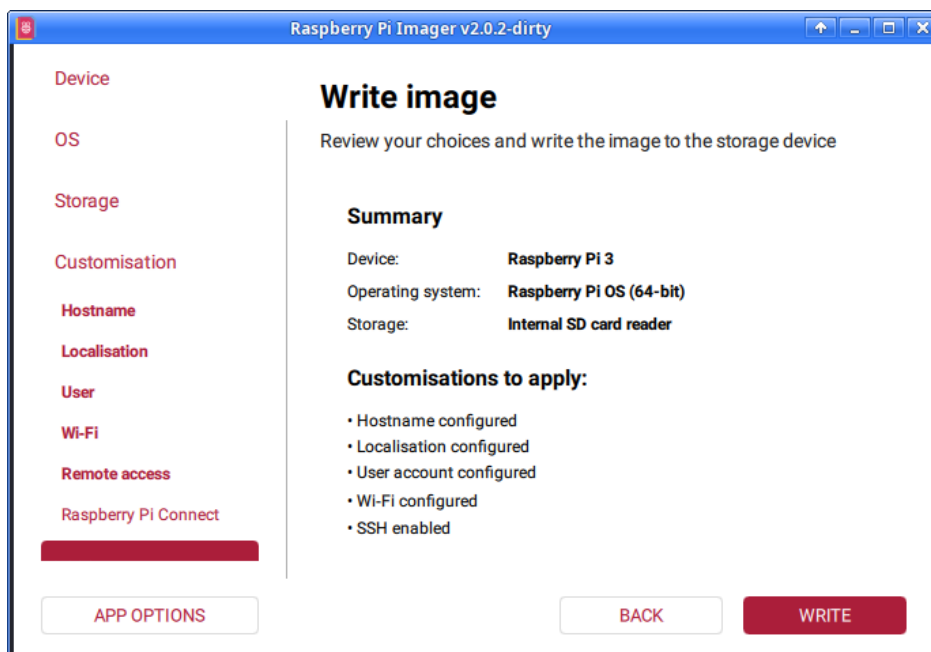 Raspberry Pi Imager v2.0.2-dirty
Device
OS
Storage
Customisation
Hostname
Localisation
User
Wi-Fi
Remote access
Raspberry Pi Connect
APP OPTIONS
Write image
Review your choices and write the image to the storage device
Summary
Device: Raspberry Pi 3
Operating system: Raspberry Pi OS (64-bit)
Storage: Internal SD card reader
Customisations to apply:
• Hostname configured
• Localisation configured
• User account configured
• Wi-Fi configured
• SSH enabled
BACK
WRITE